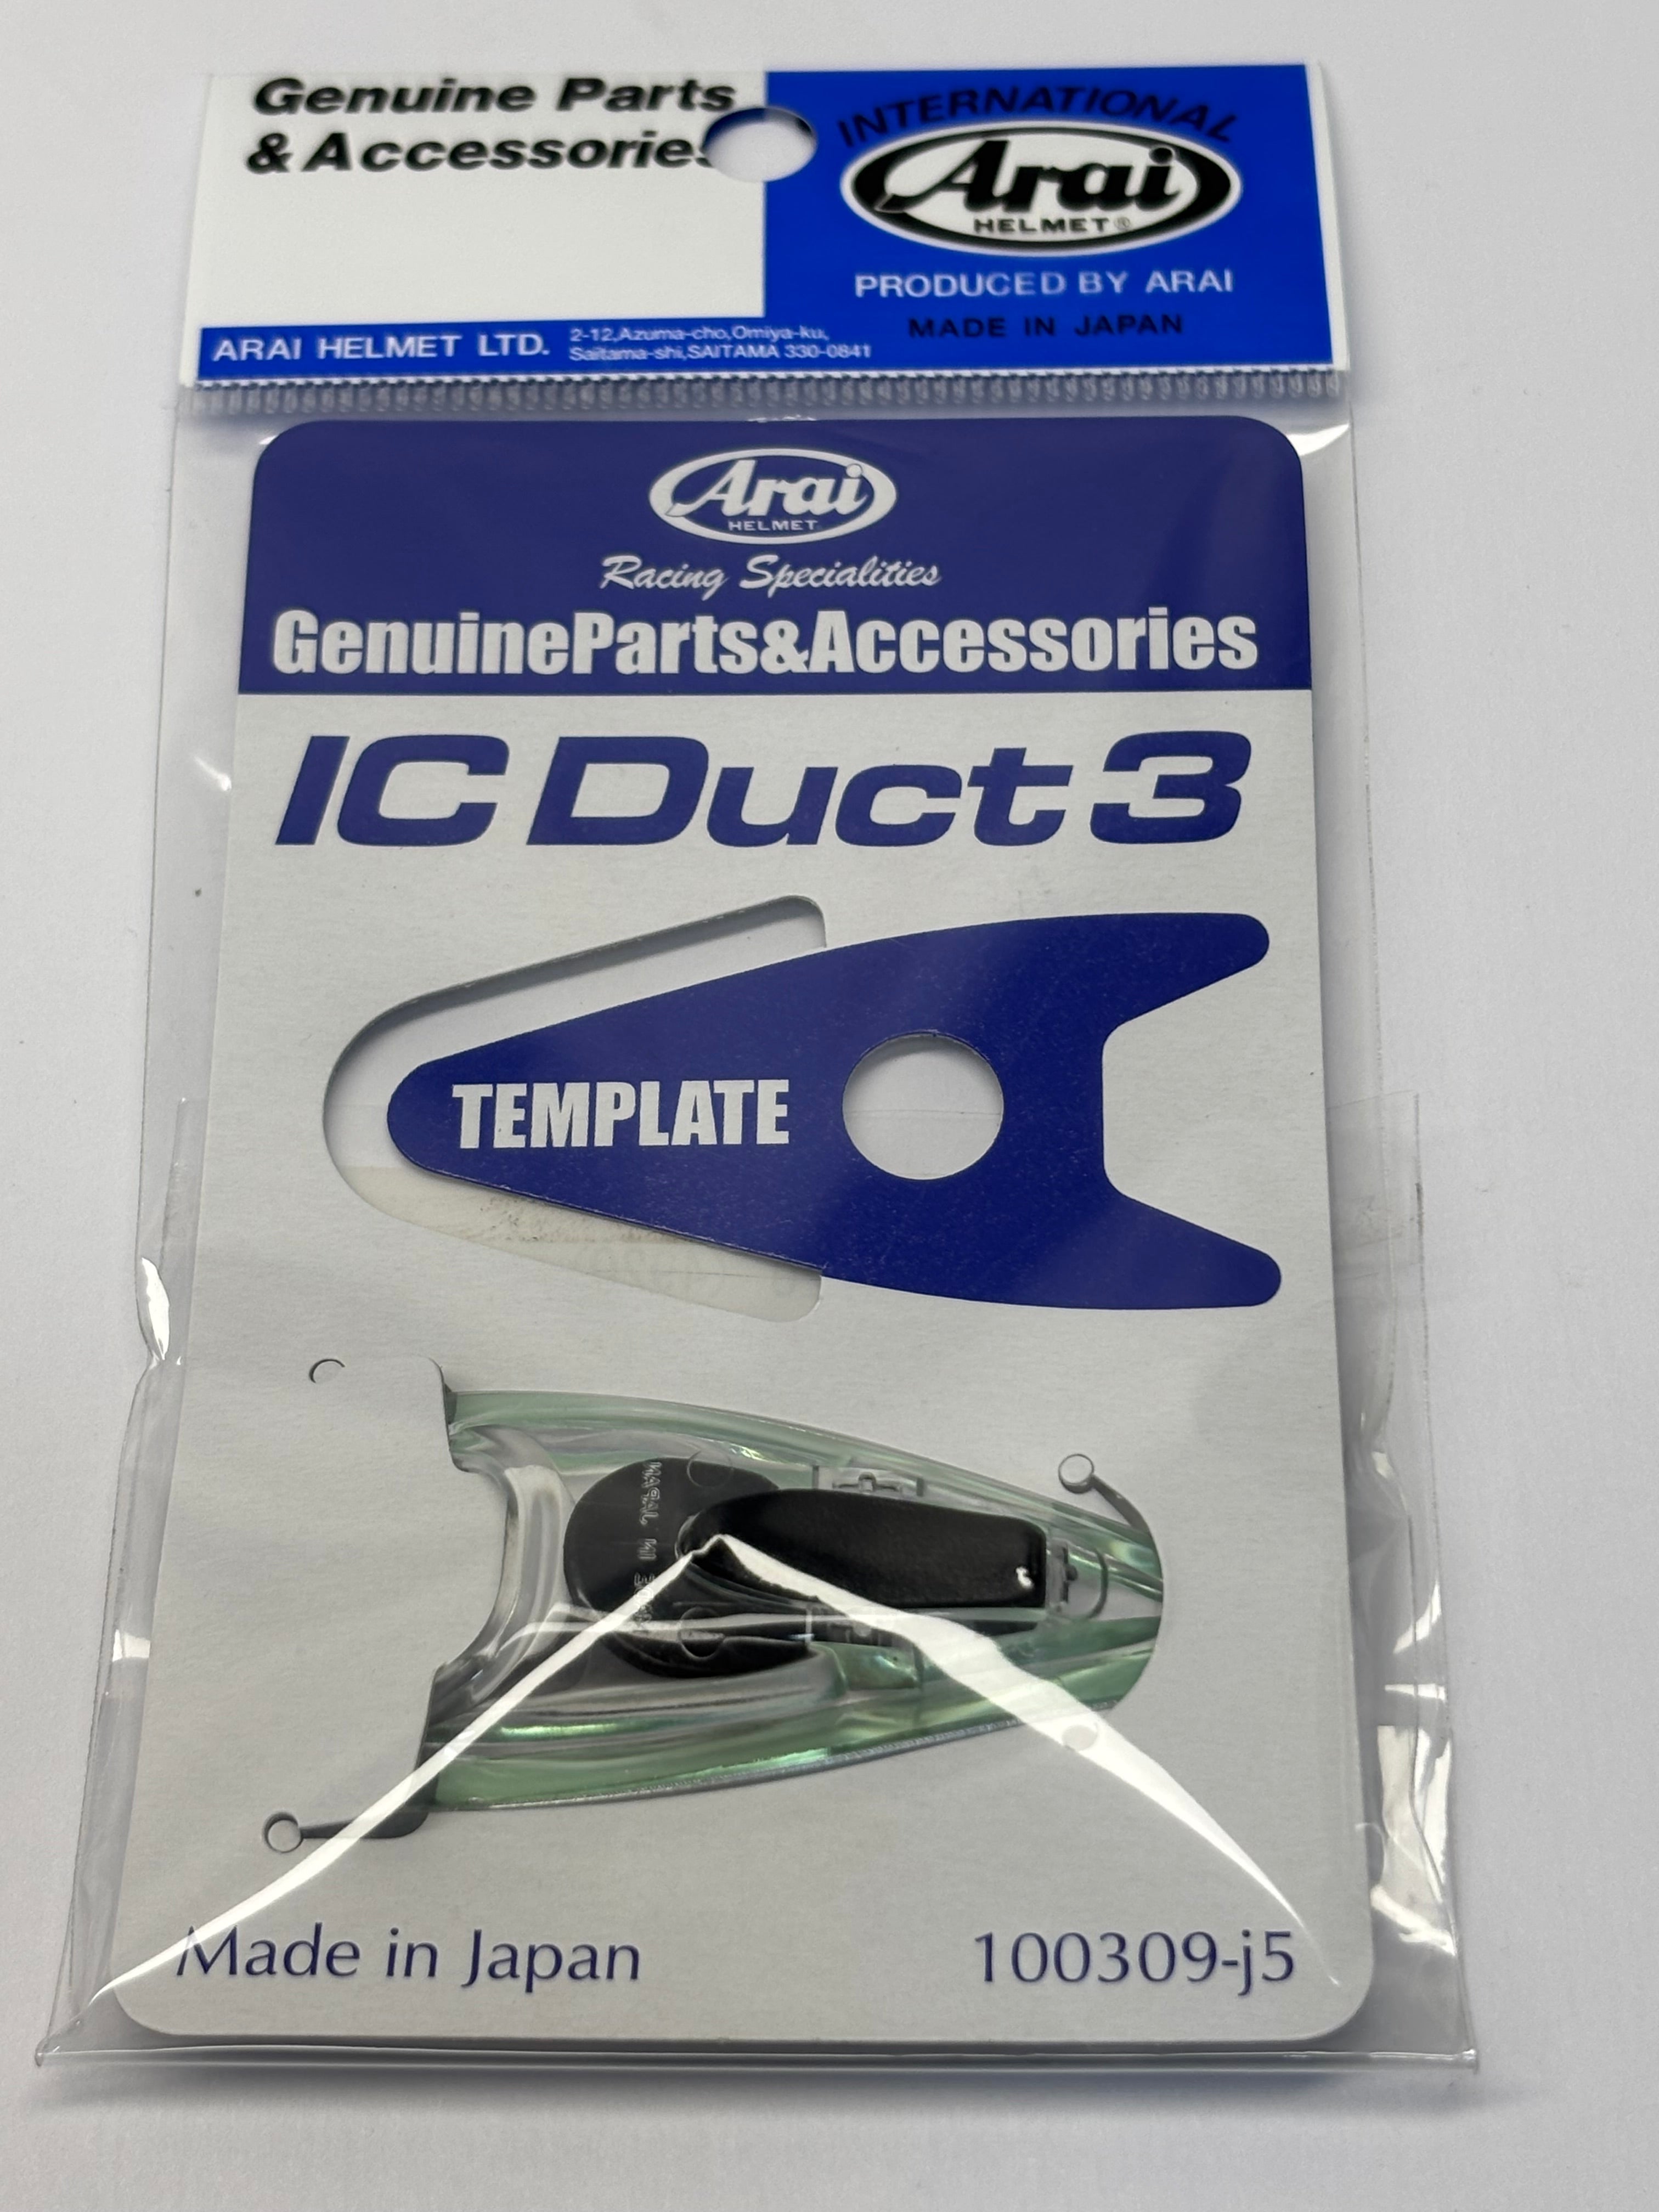 Genuine Parts
& Accessories
INTERNATIONAL
Arai
HELMET®
PRODUCED BY ARAI
MADE IN JAPAN
ARAI HELMET LTD.
2-12,Azuma-cho,Omiya-ku,
Saitama-shi,SAITAMA 330-0841
Arai
HELMET
Racing Specialities
GenuineParts&Accessories
IC Duct 3
TEMPLATE
Made in Japan
100309-j5